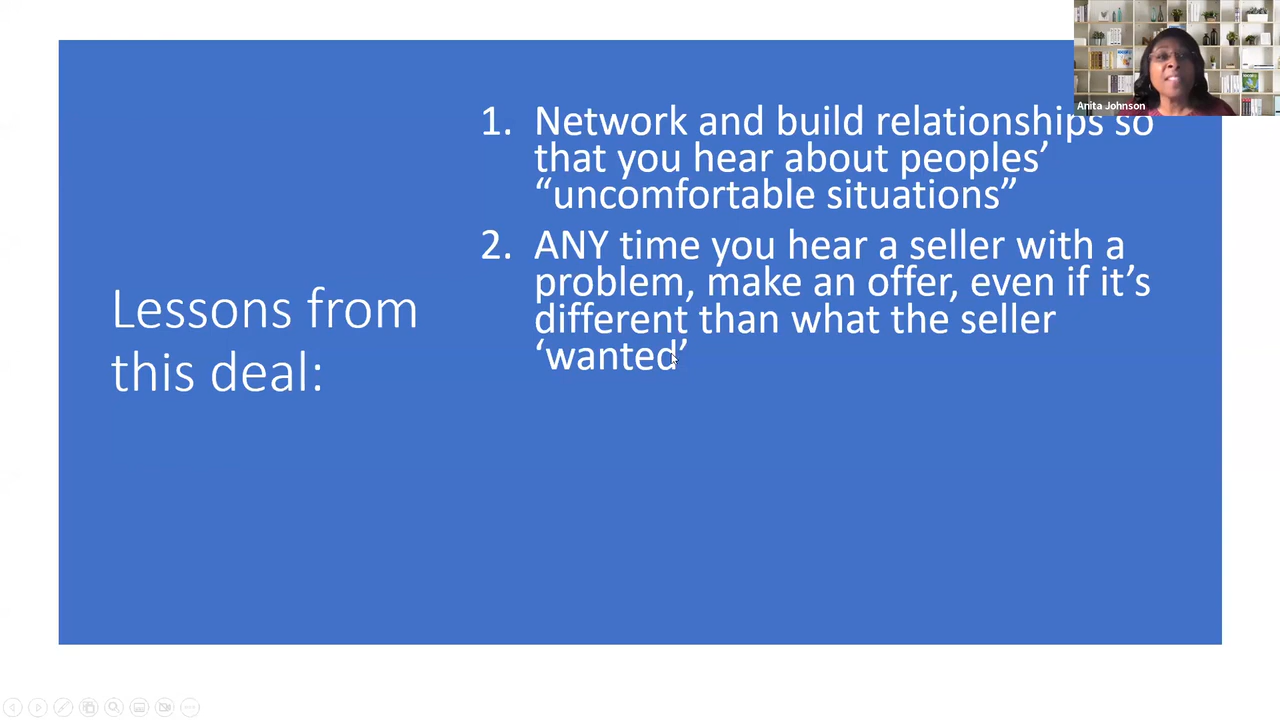 Anita Johnson
1. Network and build relationships so
that you hear about peoples’
“uncomfortable situations”
2. ANY time you hear a seller with a
problem, make an offer, even if it’s
different than what the seller
‘wanted’
Lessons from
this deal: